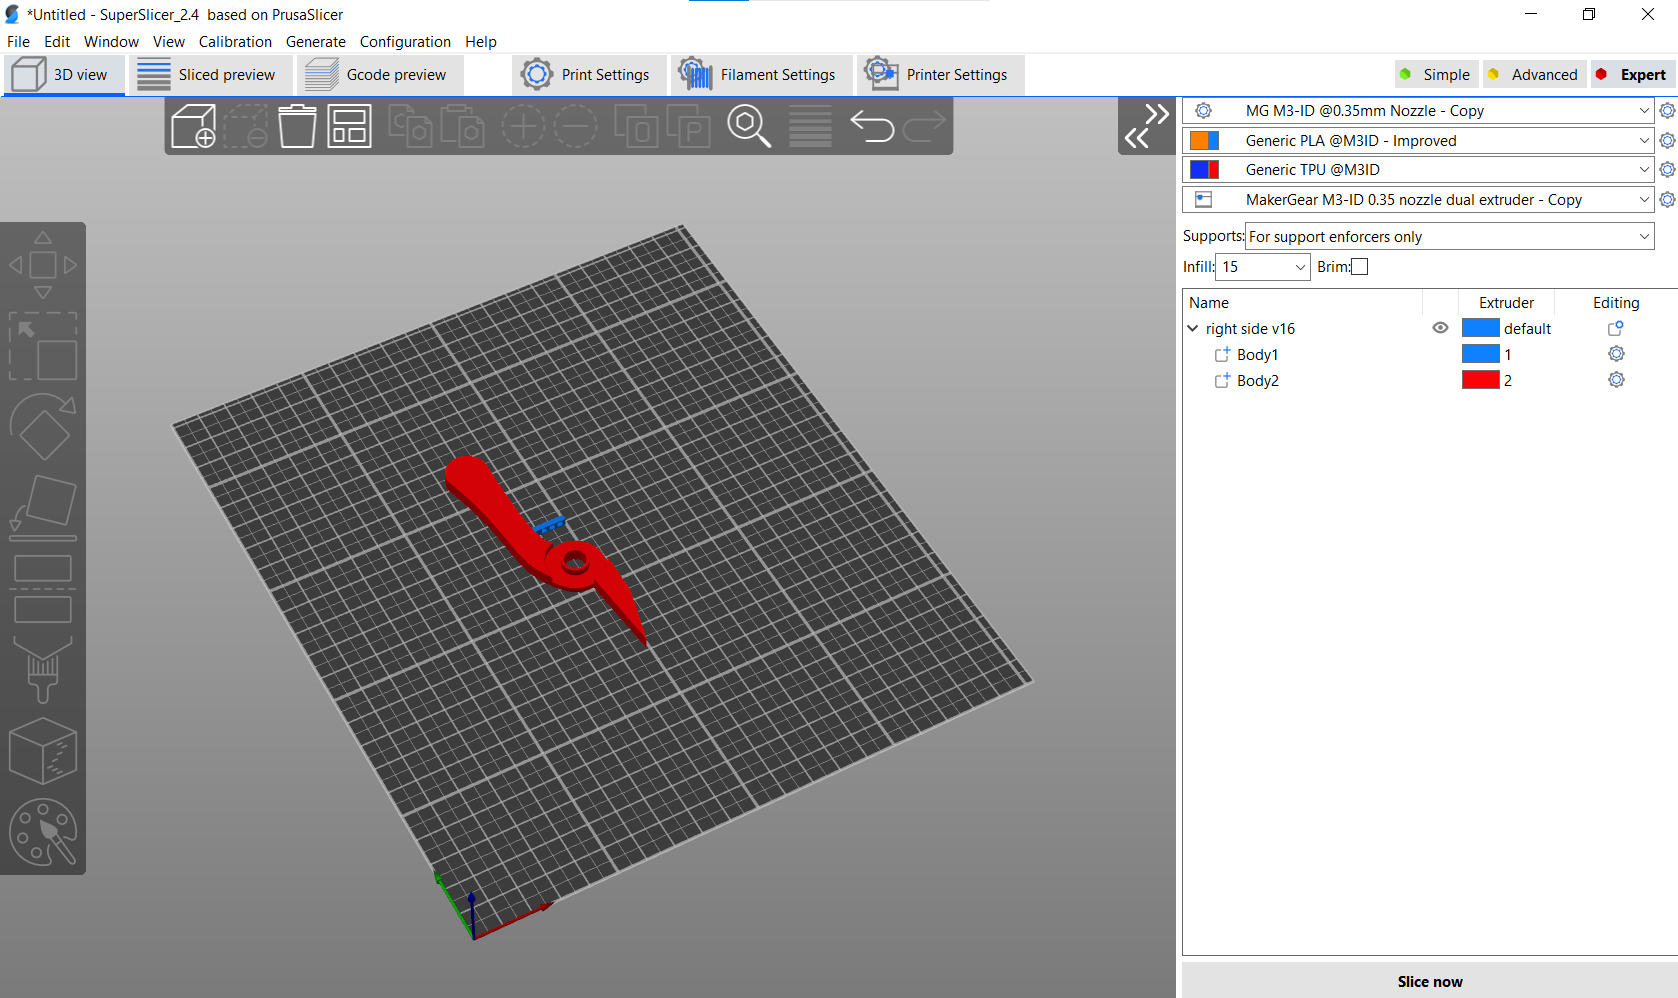 *Untitled - SuperSlicer_2.4 based on PrusaSlicer
File Edit Window View Calibration Generate Configuration Help
3D view Sliced preview Gcode preview Print Settings Filament Settings Printer Settings Simple Advanced Expert
MG M3-ID @0.35mm Nozzle - Copy
Generic PLA @M3ID - Improved
Generic TPU @M3ID
MakerGear M3-ID 0.35 nozzle dual extruder - Copy
Supports: For support enforcers only
Infill: 15 Brim:
Name Extruder Editing
right side v16 default
Body1 1
Body2 2
Slice now